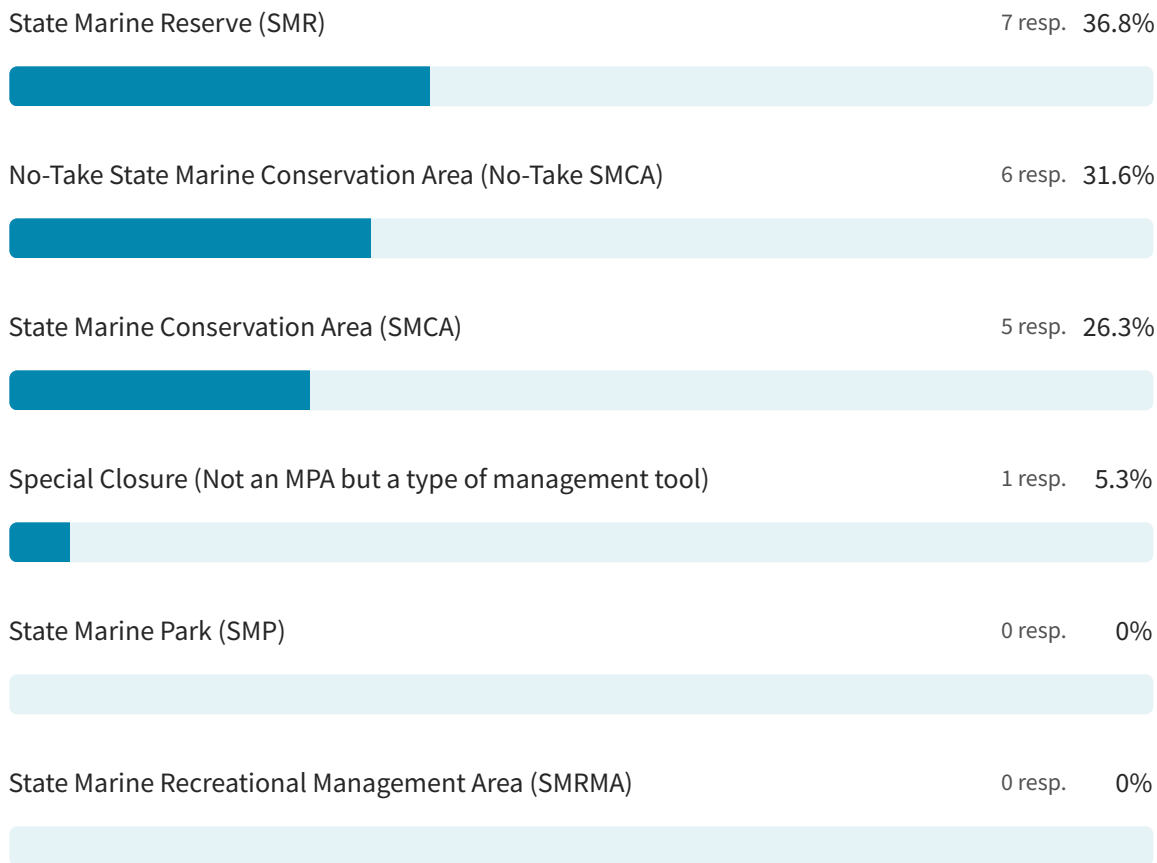 State Marine Reserve (SMR) 7 resp. 36.8%
No-Take State Marine Conservation Area (No-Take SMCA) 6 resp. 31.6%
State Marine Conservation Area (SMCA) 5 resp. 26.3%
Special Closure (Not an MPA but a type of management tool) 1 resp. 5.3%
State Marine Park (SMP) 0 resp. 0%
State Marine Recreational Management Area (SMRMA) 0 resp. 0%